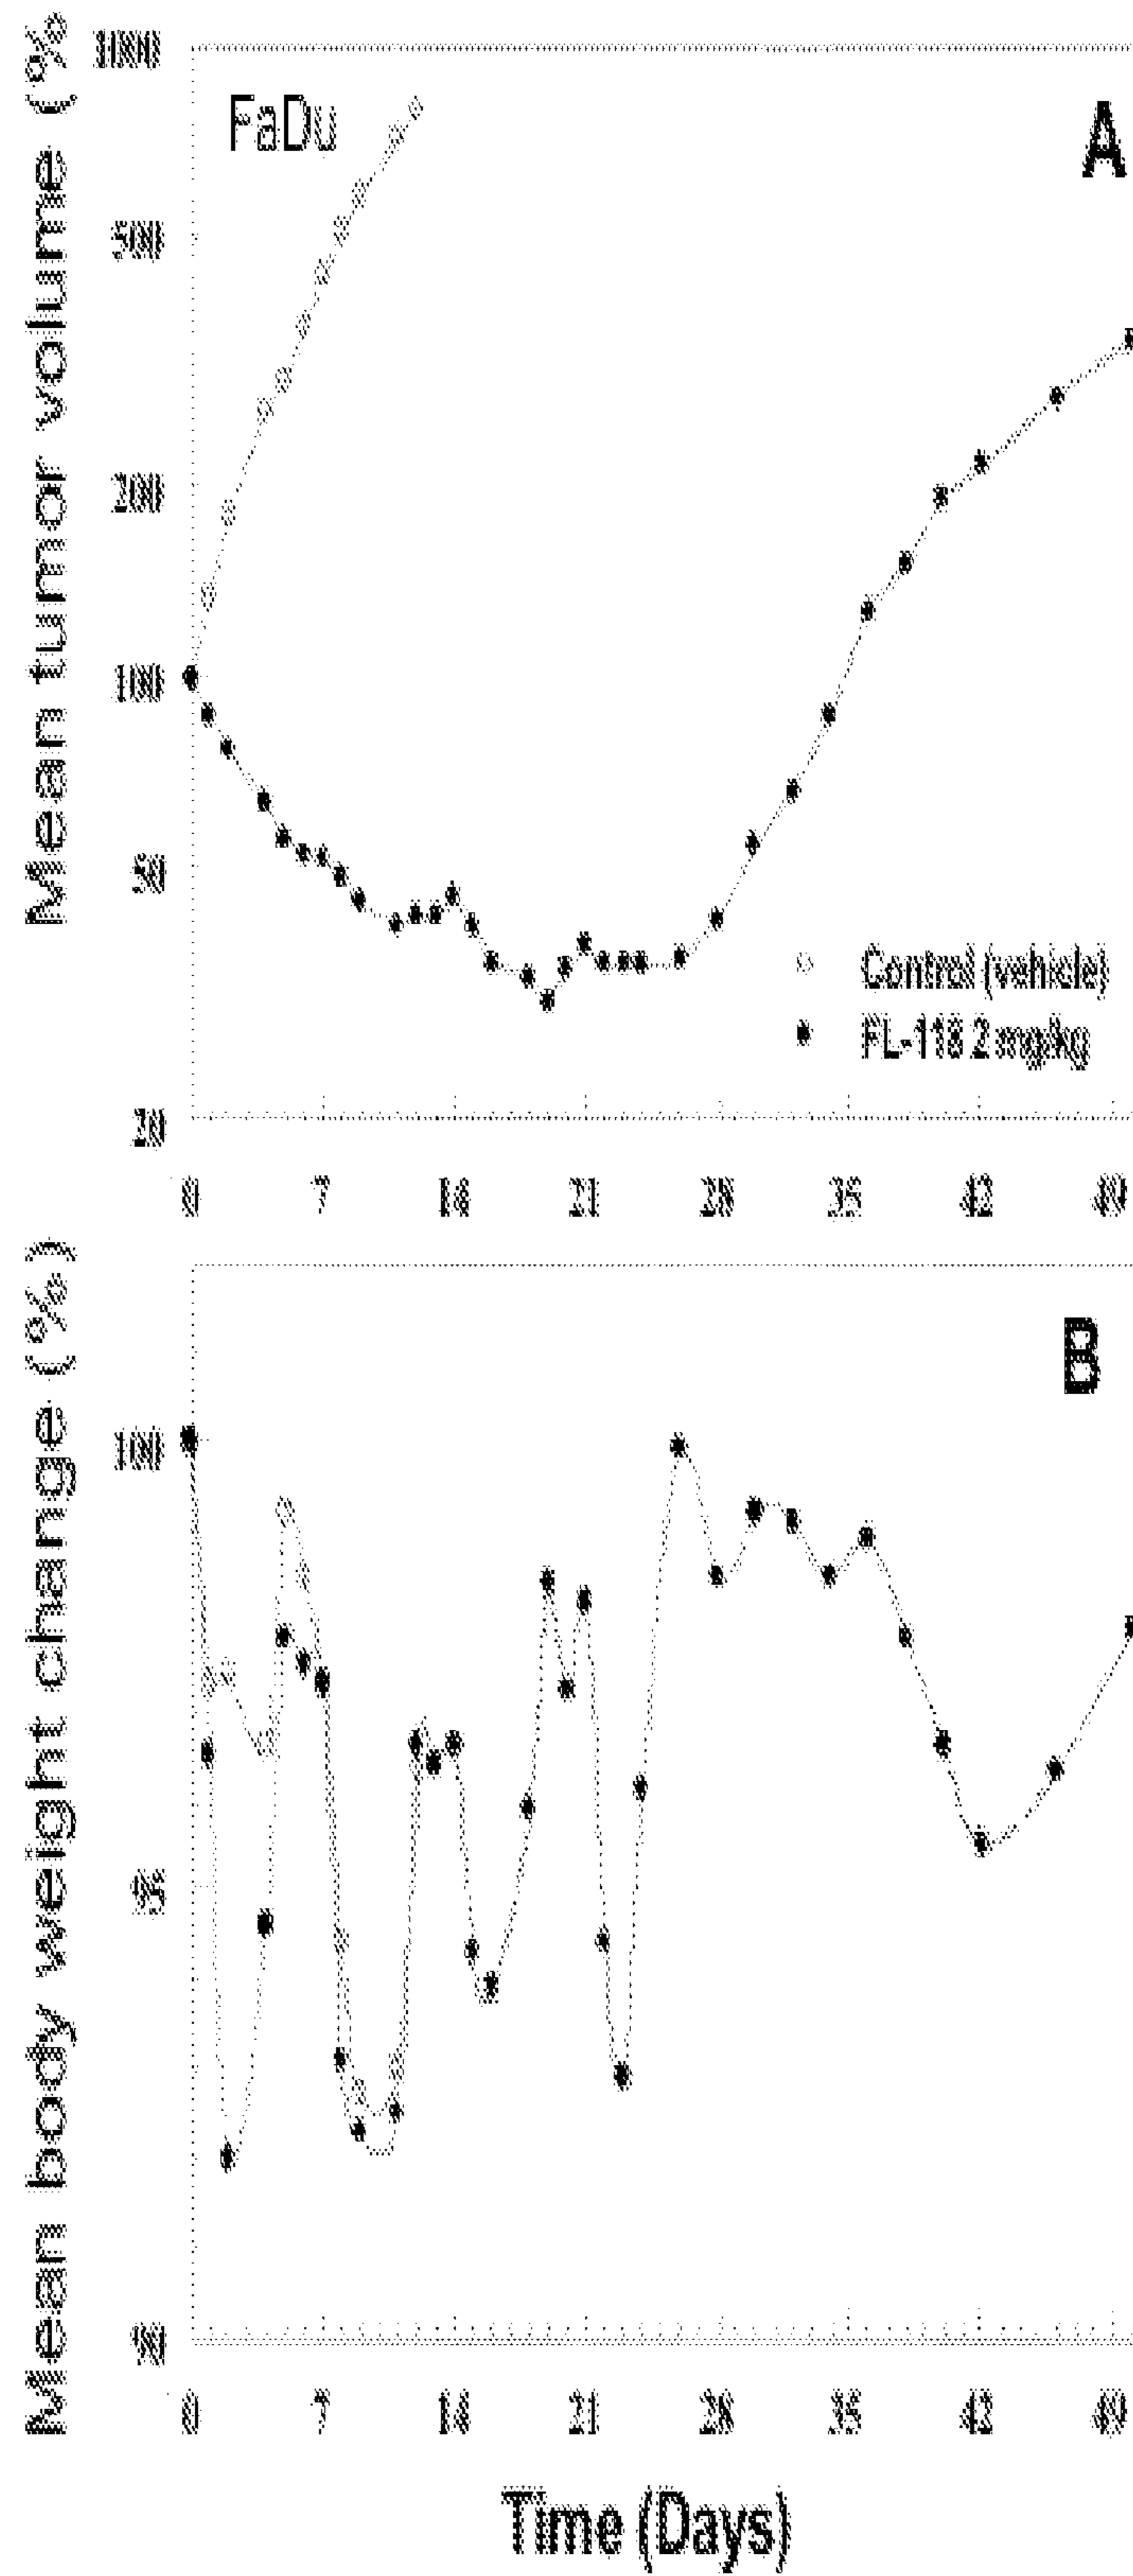 Mean tumor volume (%
1000
500
200
100
50
20
FaDu
A
Control (vehicle)
FL-118 2 mg/kg
0 7 14 21 28 35 42 49
Mean body weight change (%)
100
95
90
B
0 7 14 21 28 35 42 49
Time (Days)